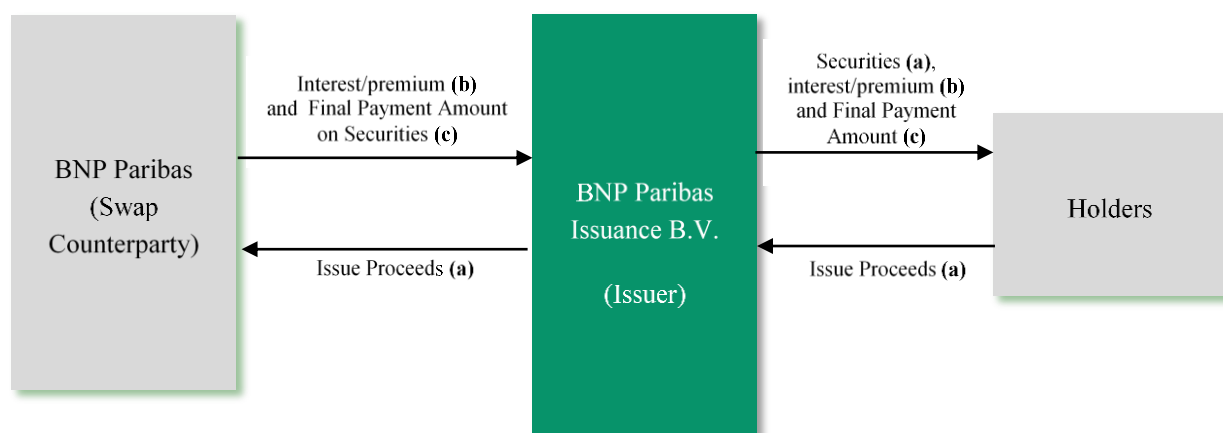 BNP Paribas
(Swap
Counterparty)
Interest/premium (b)
and Final Payment Amount
on Securities (c)
Issue Proceeds (a)
BNP Paribas
Issuance B.V.
(Issuer)
Securities (a),
interest/premium (b)
and Final Payment
Amount (c)
Issue Proceeds (a)
Holders